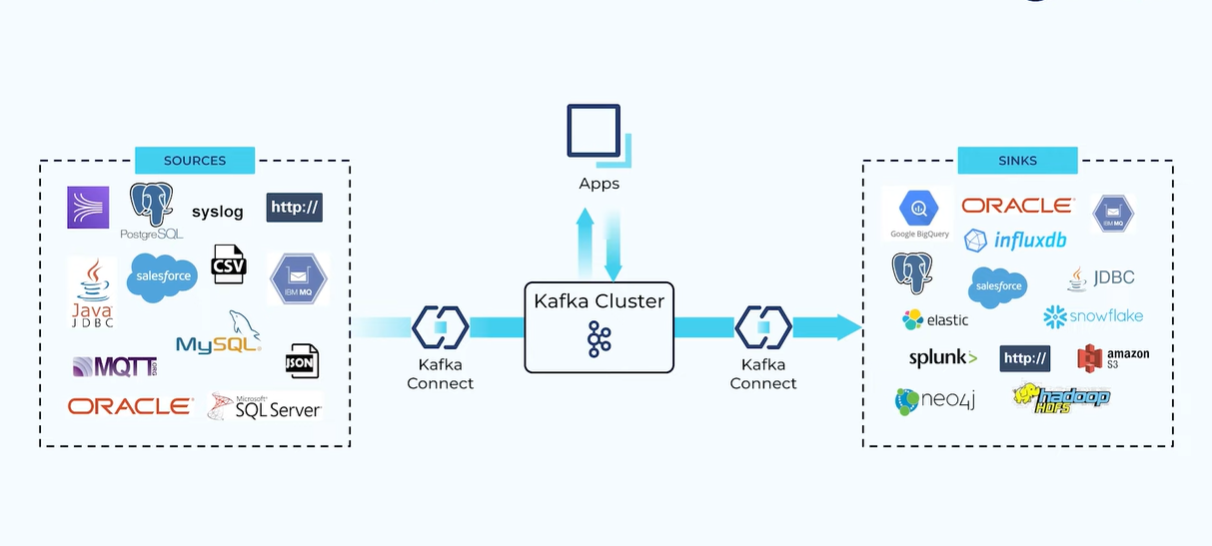 SOURCES
PostgreSQL
syslog
http://
Java
JDBC
salesforce
CSV
IBM MQ
MySQL
MQTT
JSON
ORACLE
Microsoft
SQL Server
Kafka
Connect
Apps
Kafka Cluster
Kafka
Connect
SINKS
Google BigQuery
ORACLE
IBM MQ
influxdb
salesforce
JDBC
elastic
snowflake
splunk>
http://
amazon
S3
neo4j
hadoop
HDFS